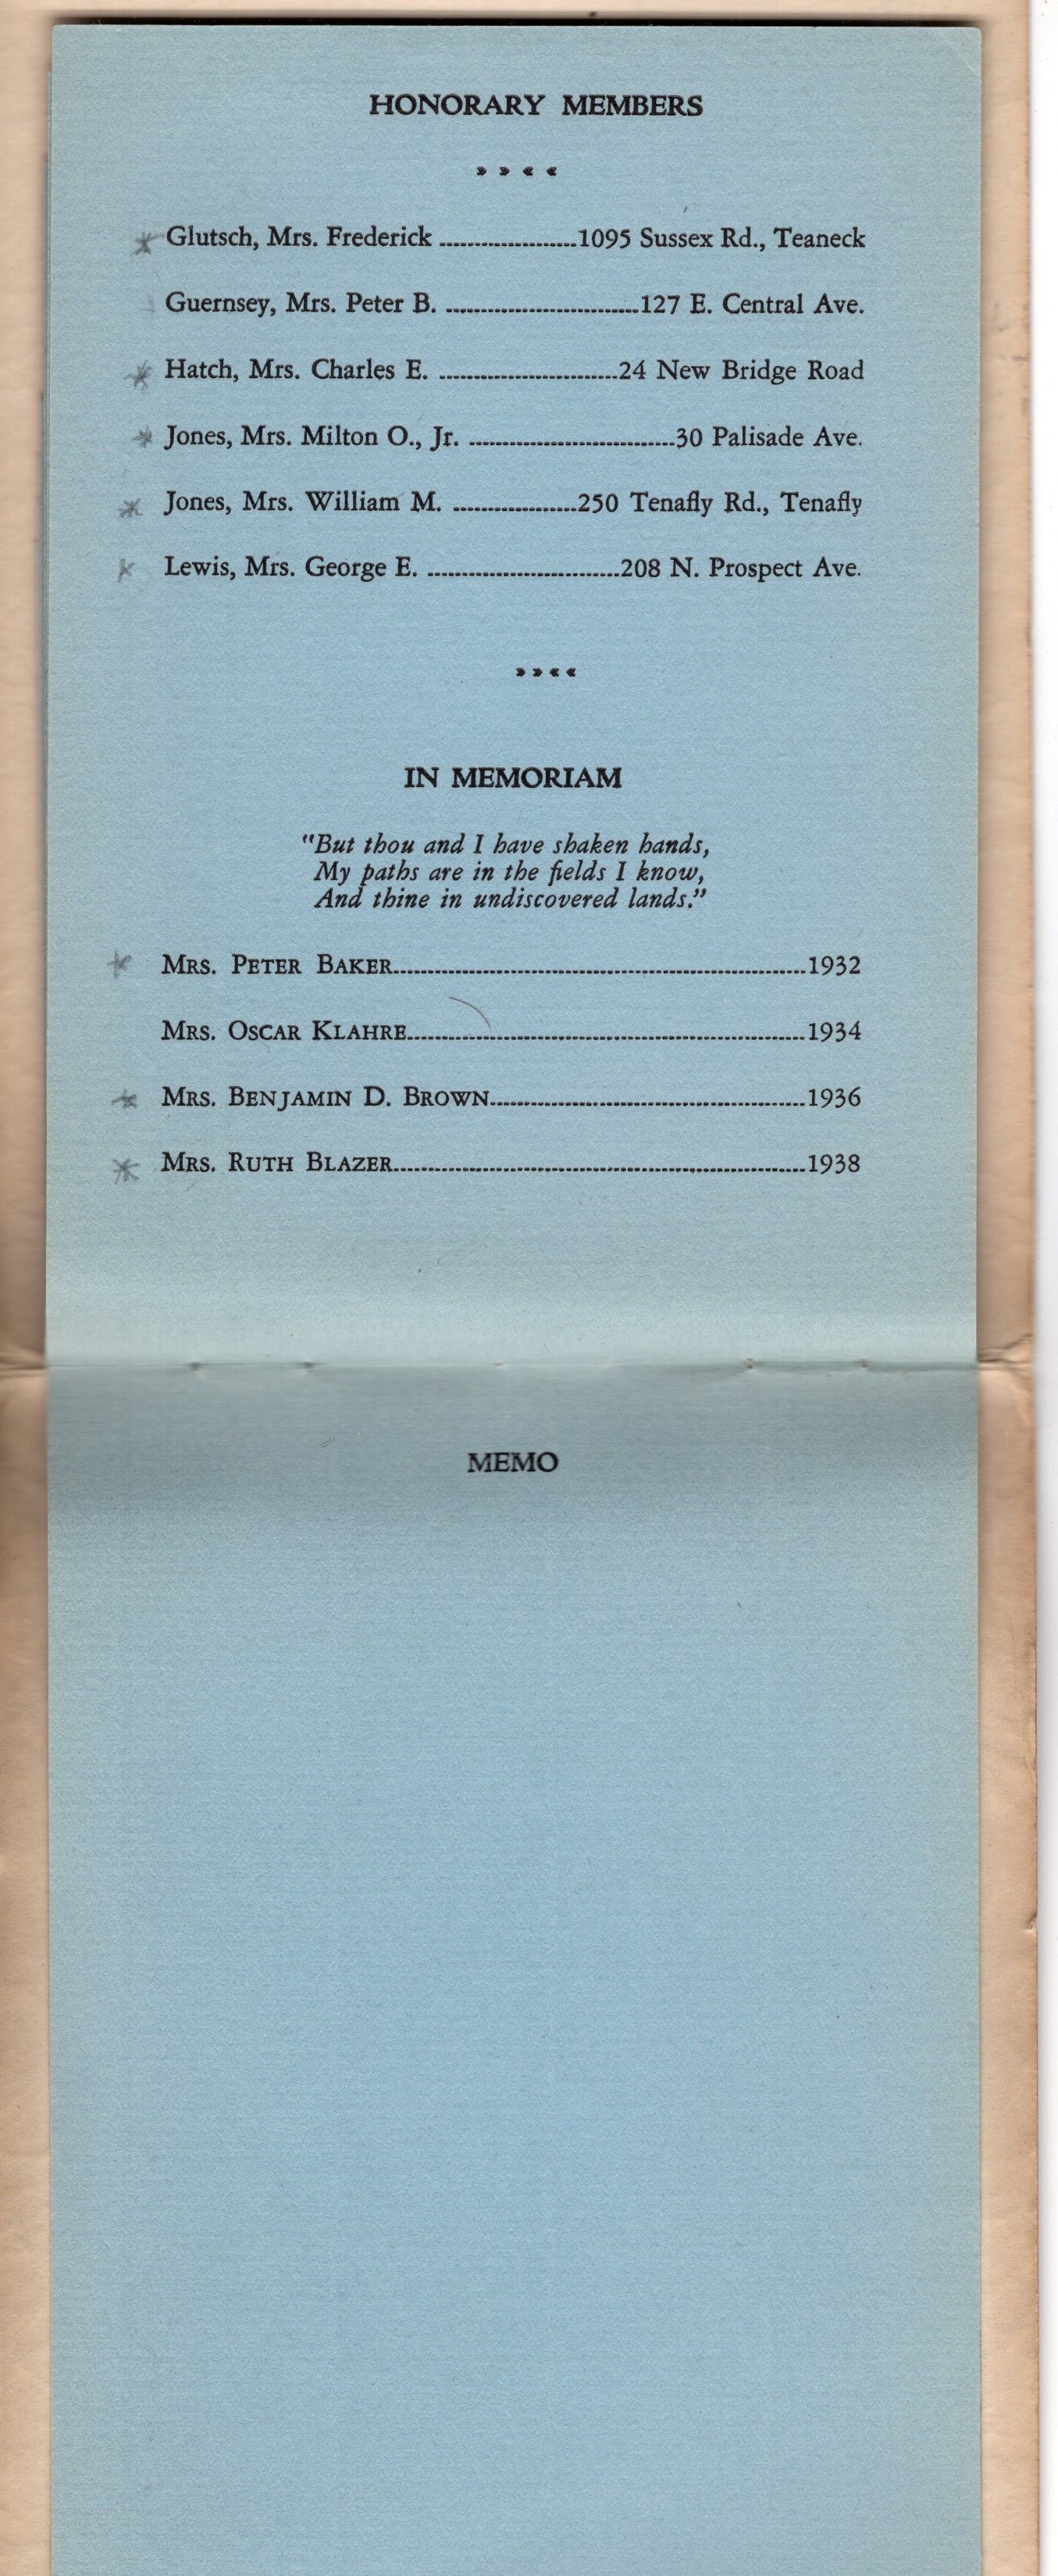 HONORARY MEMBERS
» » « «
* Glutsch, Mrs. Frederick ......................1095 Sussex Rd., Teaneck
Guernsey, Mrs. Peter B. ...............................127 E. Central Ave.
* Hatch, Mrs. Charles E. .............................24 New Bridge Road
* Jones, Mrs. Milton O., Jr. .................................30 Palisade Ave.
* Jones, Mrs. William M. ....................250 Tenafly Rd., Tenafly
* Lewis, Mrs. George E. ...............................208 N. Prospect Ave.
» » « «
IN MEMORIAM
"But thou and I have shaken hands,
My paths are in the fields I know,
And thine in undiscovered lands."
* MRS. PETER BAKER....................................................................1932
MRS. OSCAR KLAHRE.................................................................1934
* MRS. BENJAMIN D. BROWN...................................................1936
* MRS. RUTH BLAZER...................................................................1938
MEMO